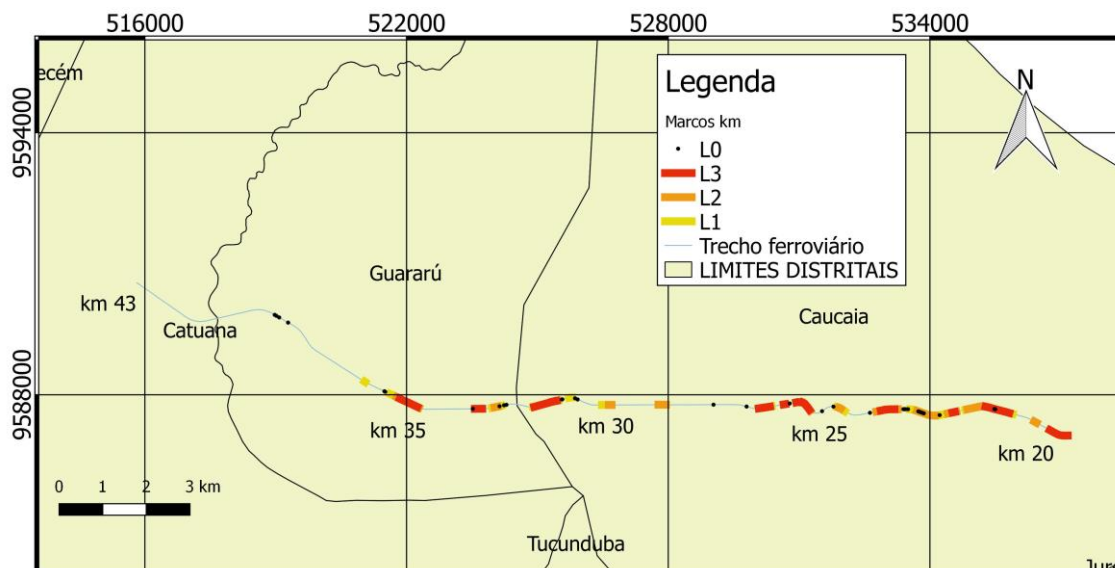 516000
522000
528000
534000
ecém
Legenda
N
Marcos km
L0
L3
L2
L1
Trecho ferroviário
LIMITES DISTRITAIS
9594000
Guararú
km 43
Catuana
Caucaia
9588000
km 35
km 30
km 25
km 20
0 1 2 3 km
Tucunduba